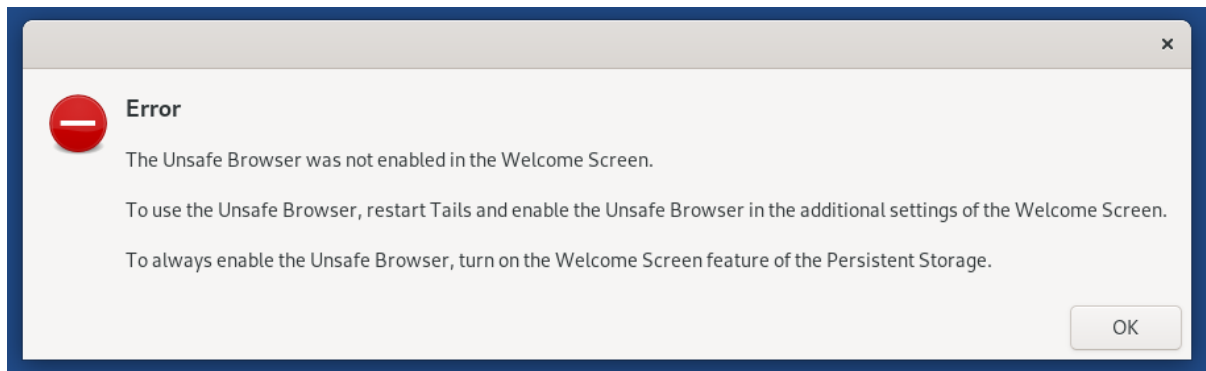 Error
The Unsafe Browser was not enabled in the Welcome Screen.
To use the Unsafe Browser, restart Tails and enable the Unsafe Browser in the additional settings of the Welcome Screen.
To always enable the Unsafe Browser, turn on the Welcome Screen feature of the Persistent Storage.
OK